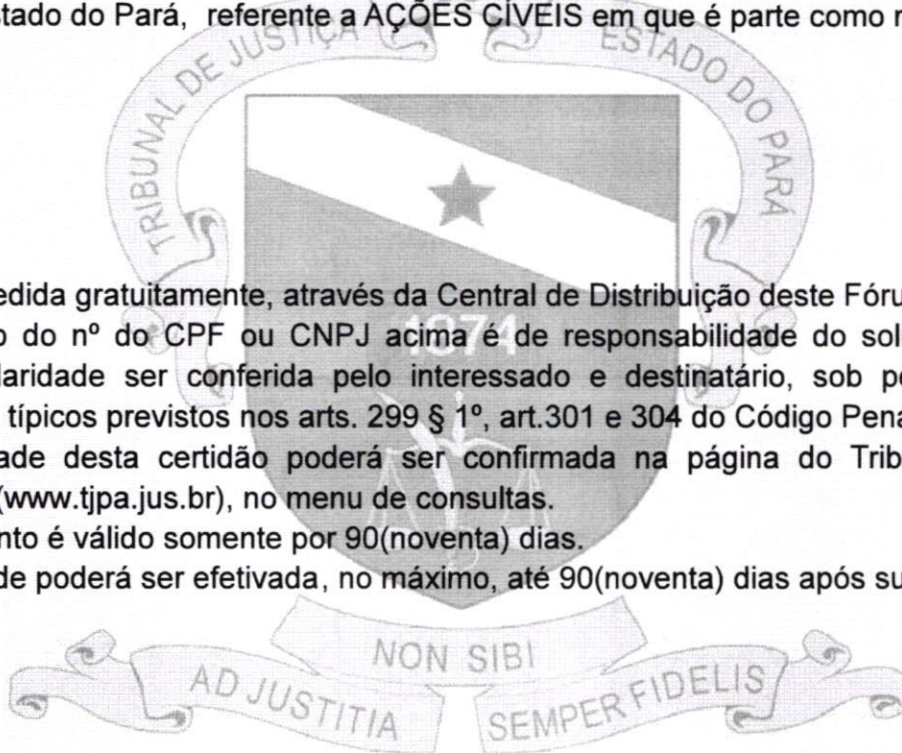 stado do Pará, referente a AÇÕES CÍVEIS em que é parte como r
TRIBUNAL DE JUSTIÇA
ESTADO DO PARÁ
edida gratuitamente, através da Central de Distribuição deste Fóru
o do nº do CPF ou CNPJ acima é de responsabilidade do sol
1874
laridade ser conferida pelo interessado e destinatário, sob pe
típicos previstos nos arts. 299 § 1º, art.301 e 304 do Código Pena
ade desta certidão poderá ser confirmada na página do Trib
(www.tjpa.jus.br), no menu de consultas.
nto é válido somente por 90(noventa) dias.
de poderá ser efetivada, no máximo, até 90(noventa) dias após su
NON SIBI
AD JUSTITIA
SEMPER FIDELIS